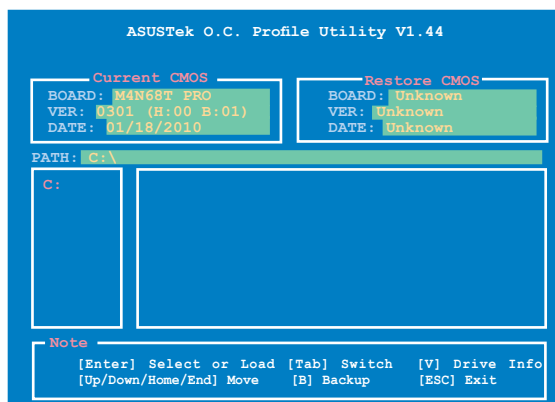 ASUSTek O.C. Profile Utility V1.44
Current CMOS
BOARD: M4N68T PRO
VER: 0301 (H:00 B:01)
DATE: 01/18/2010
Restore CMOS
BOARD: Unknown
VER: Unknown
DATE: Unknown
PATH: C:\
C:
Note
[Enter] Select or Load [Tab] Switch [V] Drive Info
[Up/Down/Home/End] Move [B] Backup [ESC] Exit